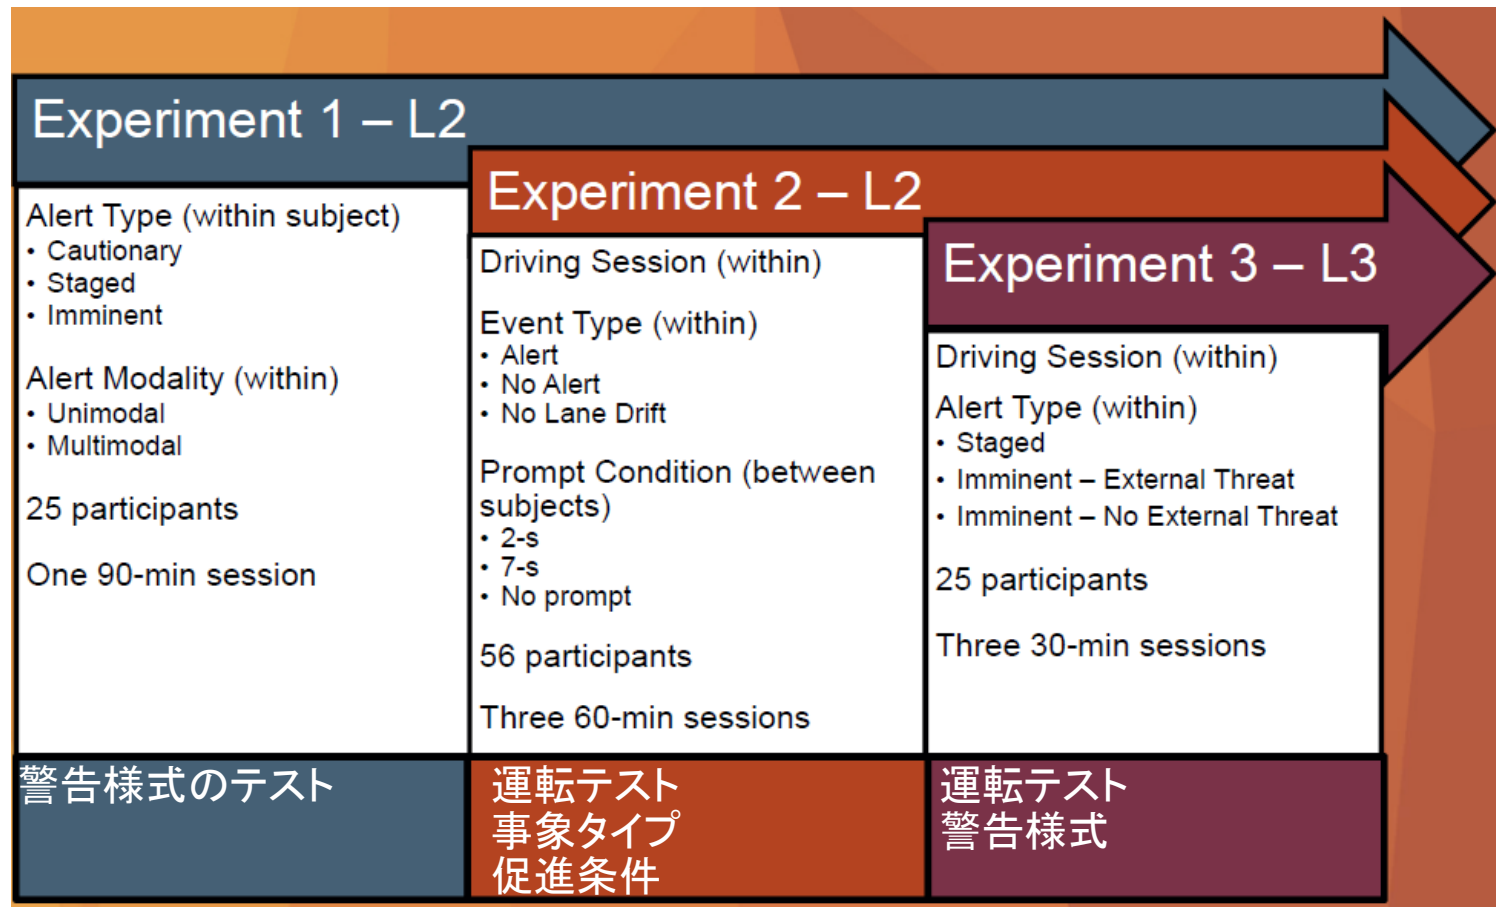 Experiment 1 – L2
Alert Type (within subject)
• Cautionary
• Staged
• Imminent
Alert Modality (within)
• Unimodal
• Multimodal
25 participants
One 90-min session
警告様式のテスト
Experiment 2 – L2
Driving Session (within)
Event Type (within)
• Alert
• No Alert
• No Lane Drift
Prompt Condition (between
subjects)
• 2-s
• 7-s
• No prompt
56 participants
Three 60-min sessions
運転テスト
事象タイプ
促進条件
Experiment 3 – L3
Driving Session (within)
Alert Type (within)
• Staged
• Imminent – External Threat
• Imminent – No External Threat
25 participants
Three 30-min sessions
運転テスト
警告様式